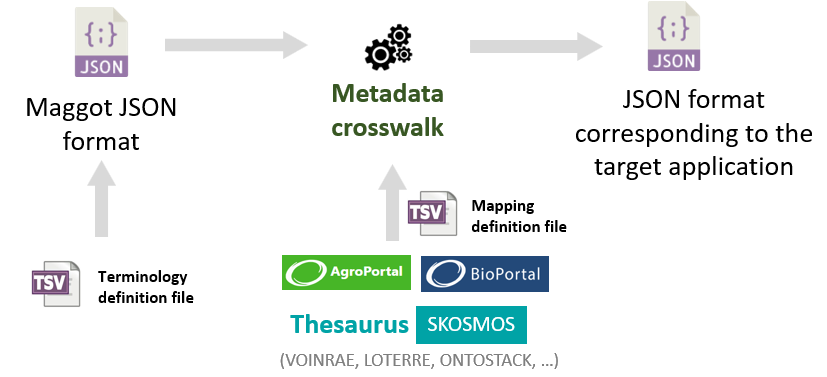 {;}
JSON
Maggot JSON
format
Metadata
crosswalk
{;}
JSON
JSON format
corresponding to the
target application
TSV
Terminology
definition file
TSV
Mapping
definition file
AgroPortal
BioPortal
Thesaurus SKOSMOS
(VOINRAE, LOTERRE, ONTOSTACK, ...)